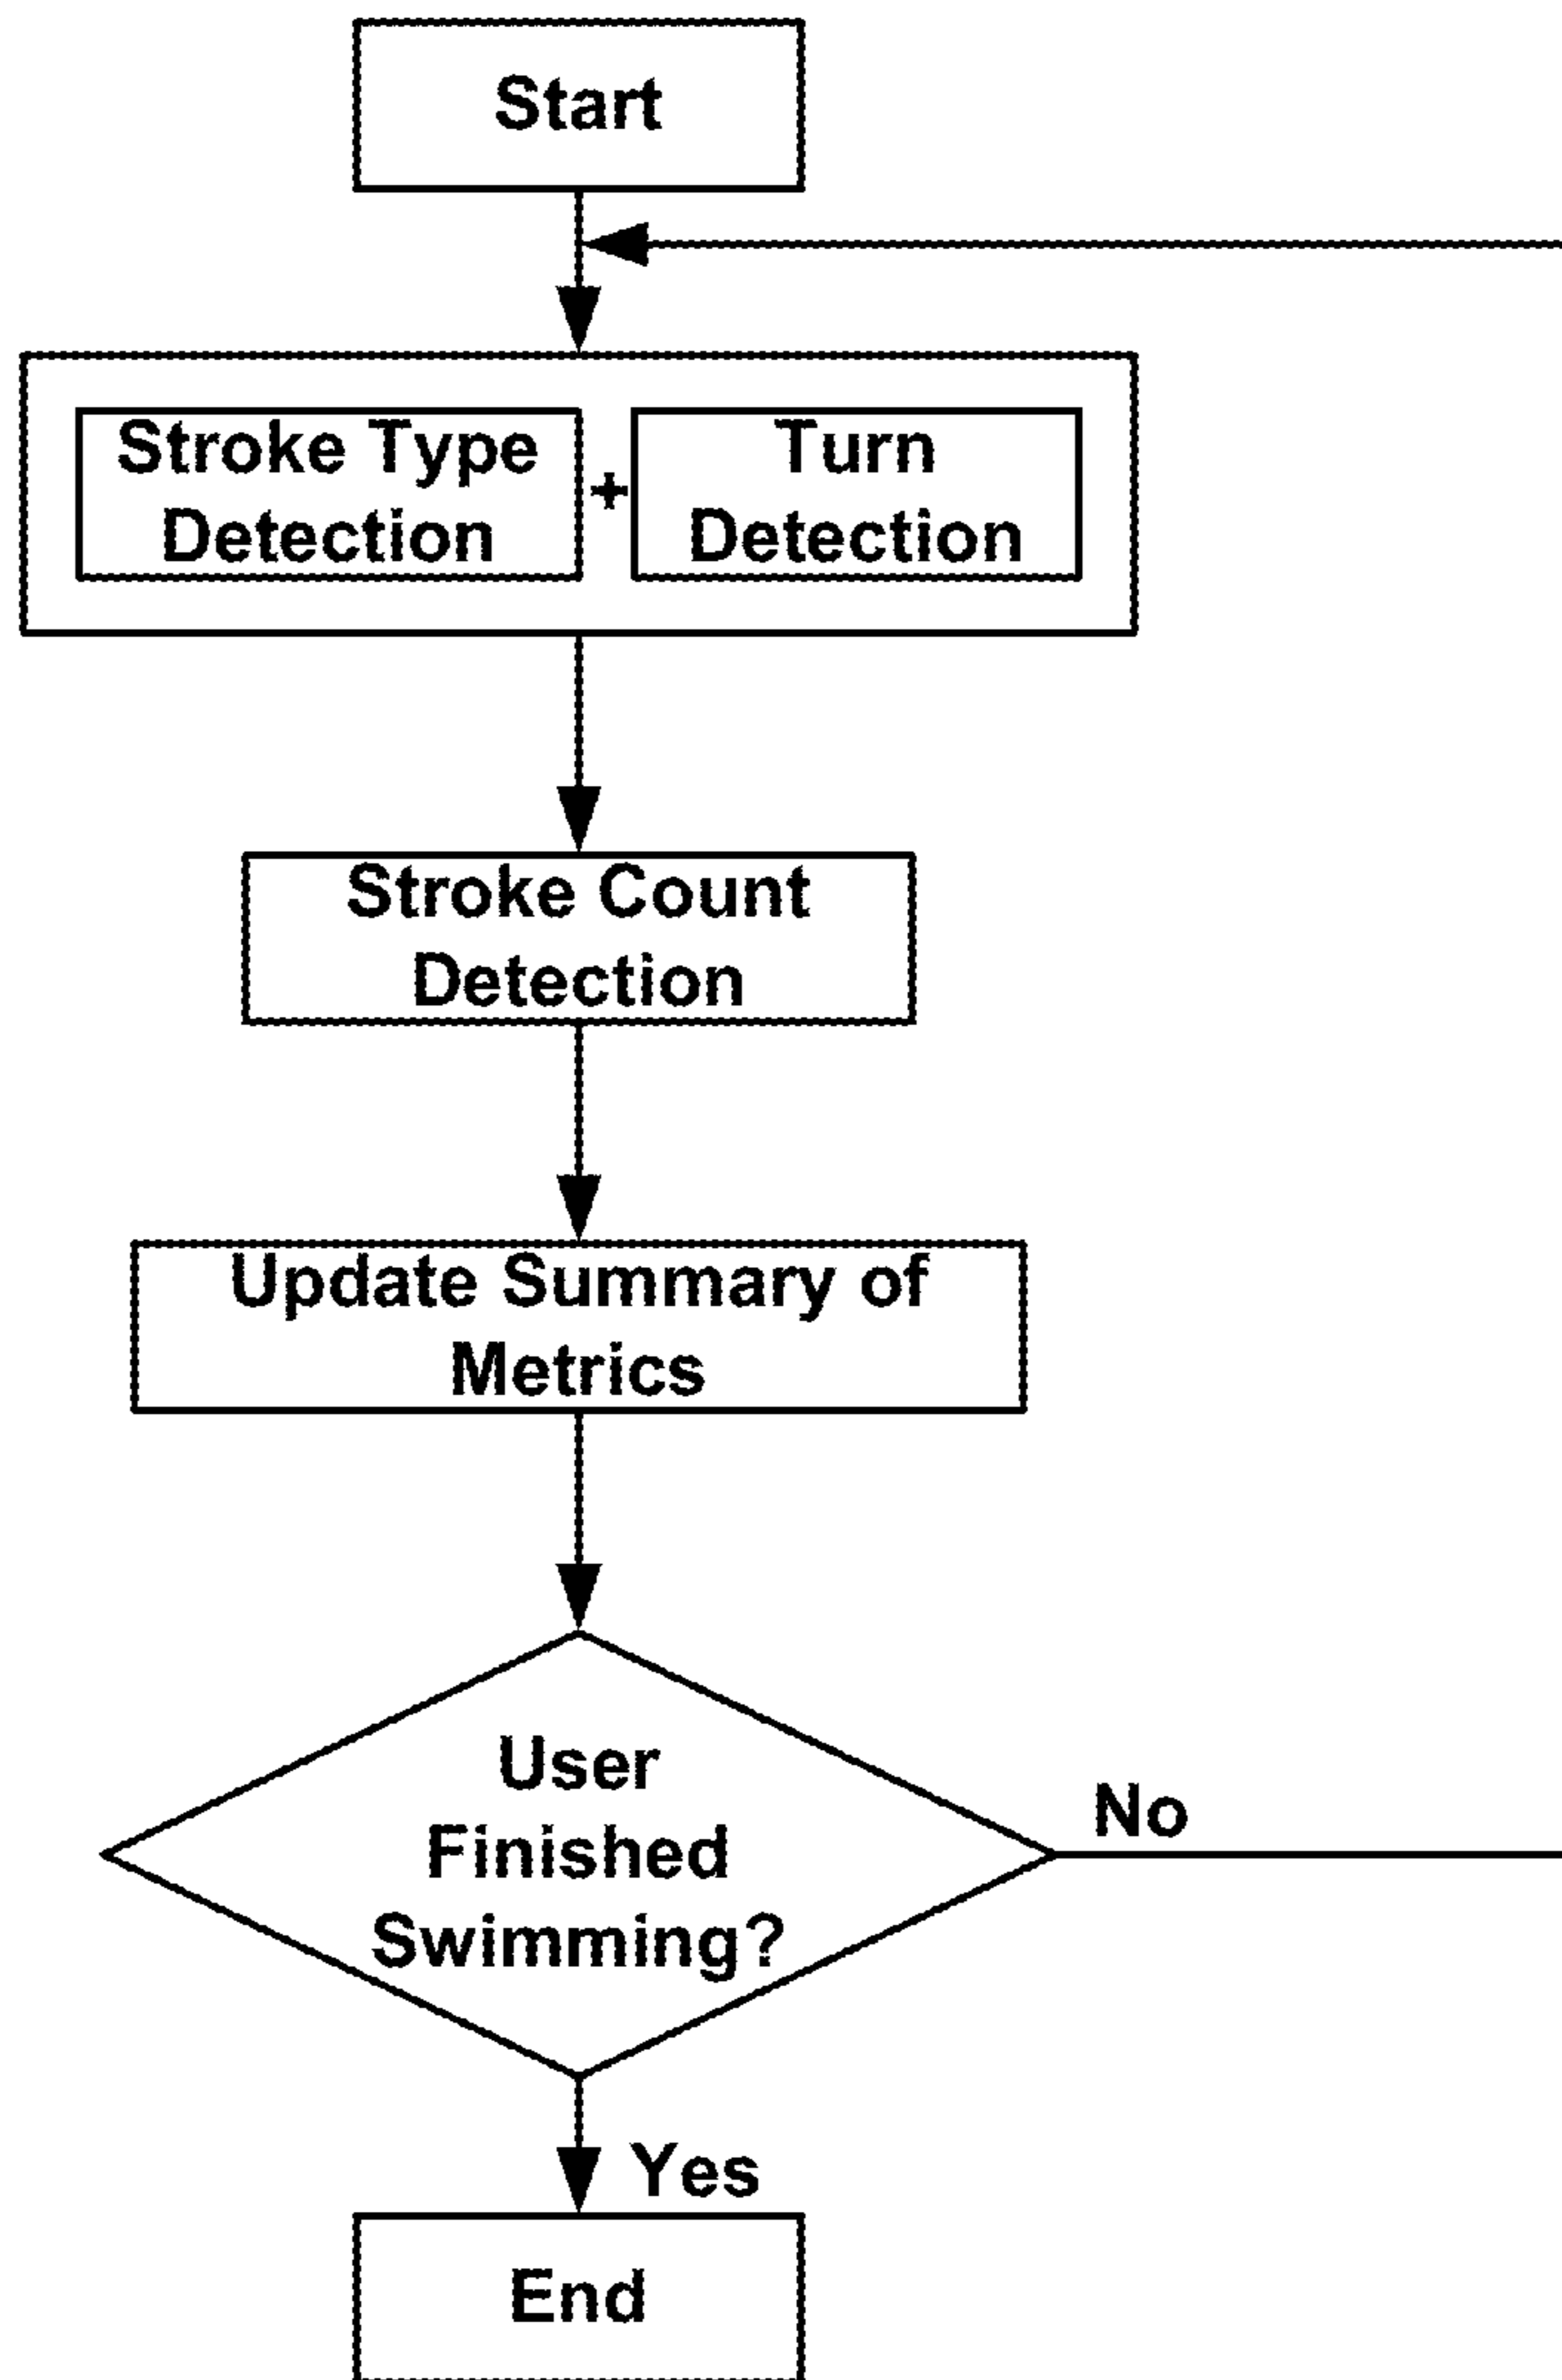 Start
Stroke Type
Detection
+
Turn
Detection
Stroke Count
Detection
Update Summary of
Metrics
User
Finished
Swimming?
No
Yes
End